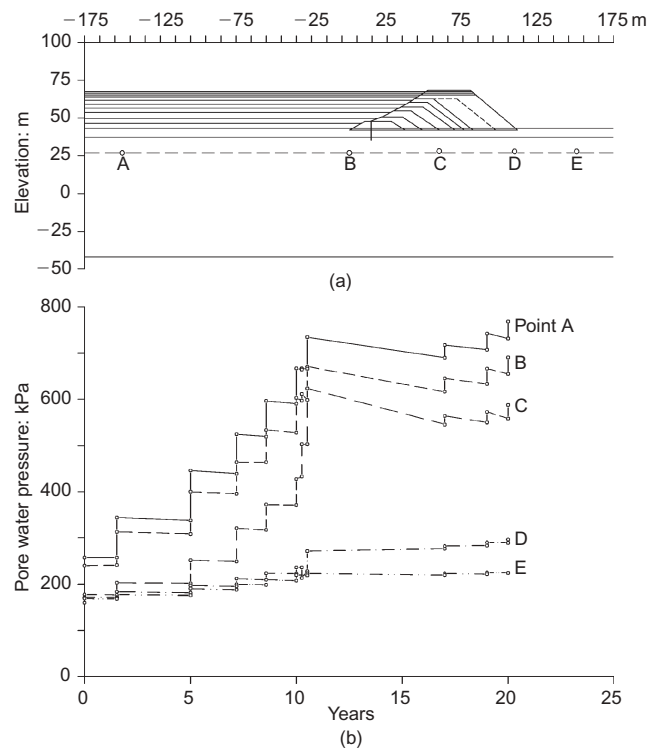 −175 −125 −75 −25 25 75 125 175 m
100
75
50
25
0
−25
−50
Elevation: m
A B C D E
(a)
800
600
400
200
0
Pore water pressure: kPa
Point A
B
C
D
E
0 5 10 15 20 25
Years
(b)